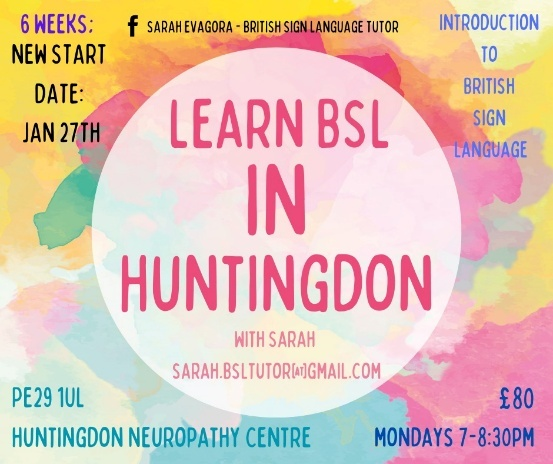 6 WEEKS:
NEW START
DATE:
JAN 27TH
f SARAH EVAGORA - BRITISH SIGN LANGUAGE TUTOR
INTRODUCTION
TO
BRITISH
SIGN
LANGUAGE
LEARN BSL
IN
HUNTINGDON
WITH SARAH
SARAH.BSLTUTOR(AT)GMAIL.COM
PE29 1UL
HUNTINGDON NEUROPATHY CENTRE
£80
MONDAYS 7-8:30PM